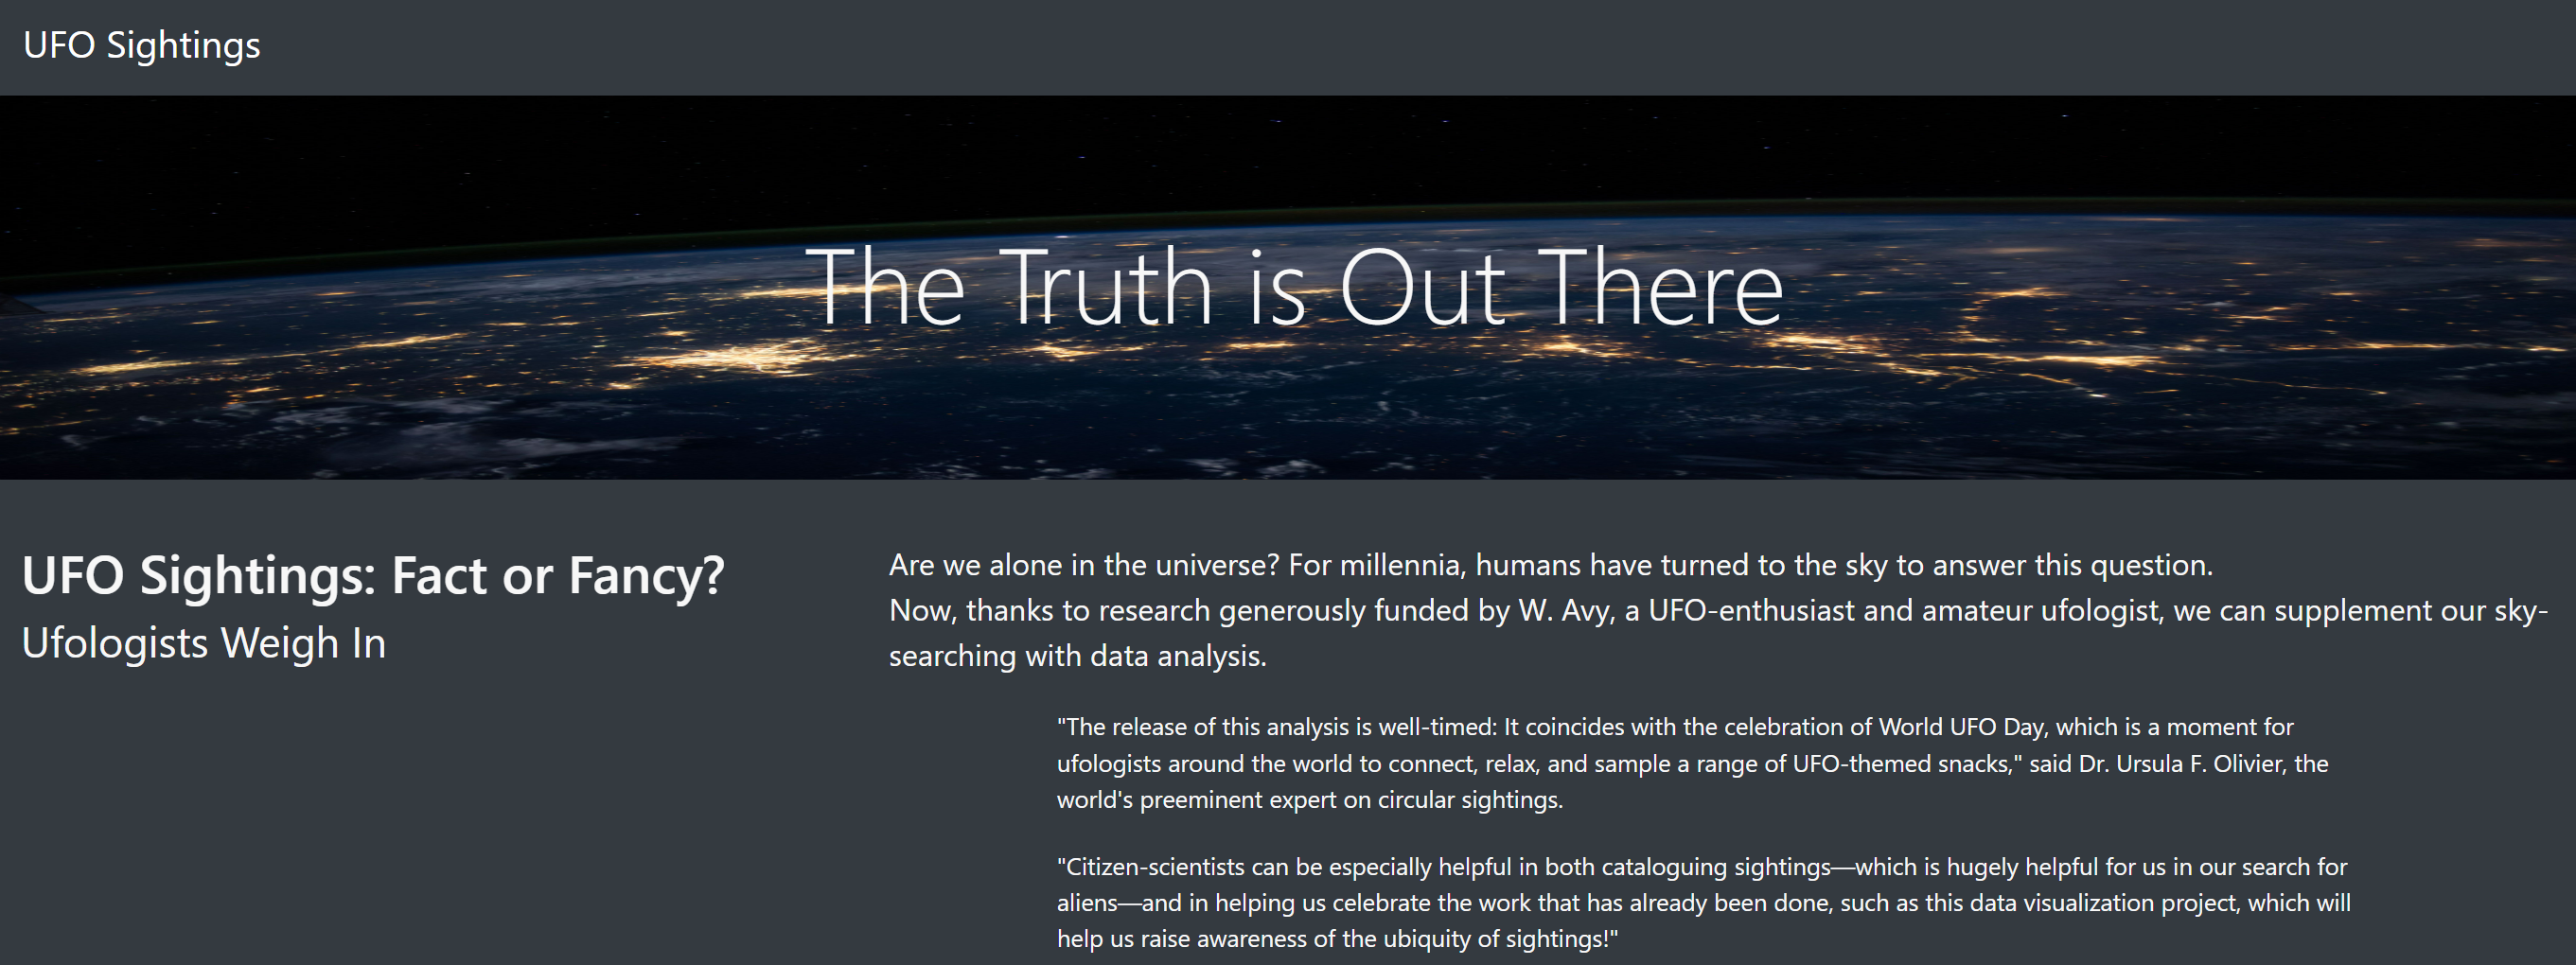 UFO Sightings
The Truth is Out There
UFO Sightings: Fact or Fancy?
Ufologists Weigh In
Are we alone in the universe? For millennia, humans have turned to the sky to answer this question.
Now, thanks to research generously funded by W. Avy, a UFO-enthusiast and amateur ufologist, we can supplement our sky-
searching with data analysis.
"The release of this analysis is well-timed: It coincides with the celebration of World UFO Day, which is a moment for
ufologists around the world to connect, relax, and sample a range of UFO-themed snacks," said Dr. Ursula F. Olivier, the
world's preeminent expert on circular sightings.
"Citizen-scientists can be especially helpful in both cataloguing sightings—which is hugely helpful for us in our search for
aliens—and in helping us celebrate the work that has already been done, such as this data visualization project, which will
help us raise awareness of the ubiquity of sightings!"